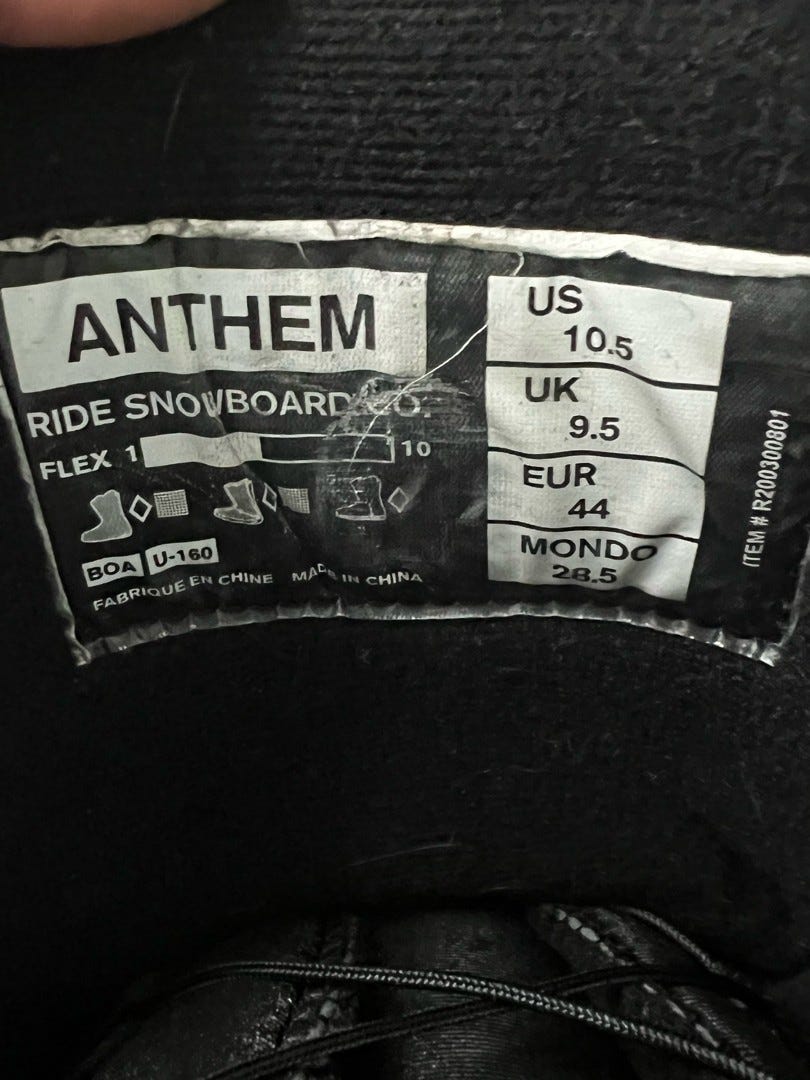 ANTHEM
RIDE SNOWBOARD CO.
FLEX 1 10
BOA U-160
FABRIQUE EN CHINE MADE IN CHINA
US
10.5
UK
9.5
EUR
44
MONDO
28.5
ITEM # R200300801